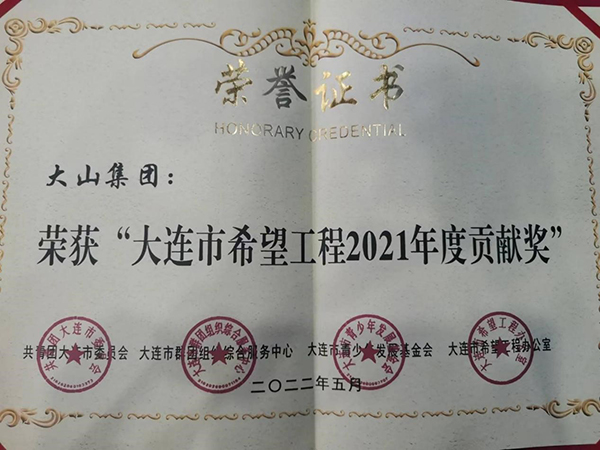 荣誉证书
HONORARY CREDENTIAL
大山集团：
荣获“大连市希望工程2021年度贡献奖”
共青团大连市委员会 大连市群团组织综合服务中心 大连市青少年发展基金会 大连市希望工程办公室
二〇二二年五月